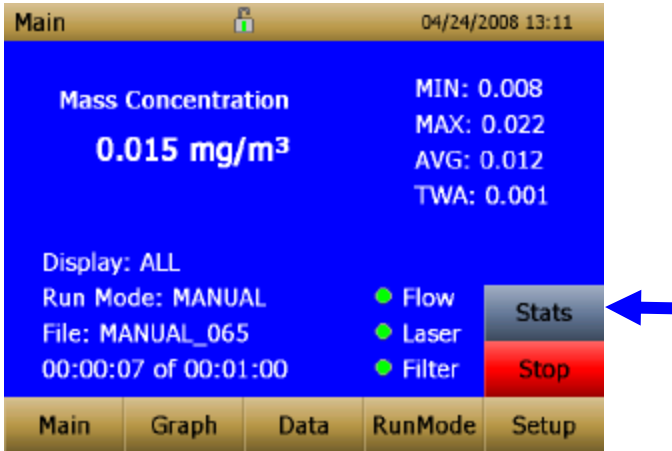 Main 04/24/2008 13:11
Mass Concentration
0.015 mg/m³
MIN: 0.008
MAX: 0.022
AVG: 0.012
TWA: 0.001
Display: ALL
Run Mode: MANUAL
File: MANUAL_065
00:00:07 of 00:01:00
Flow
Laser
Filter
Stats
Stop
Main Graph Data RunMode Setup